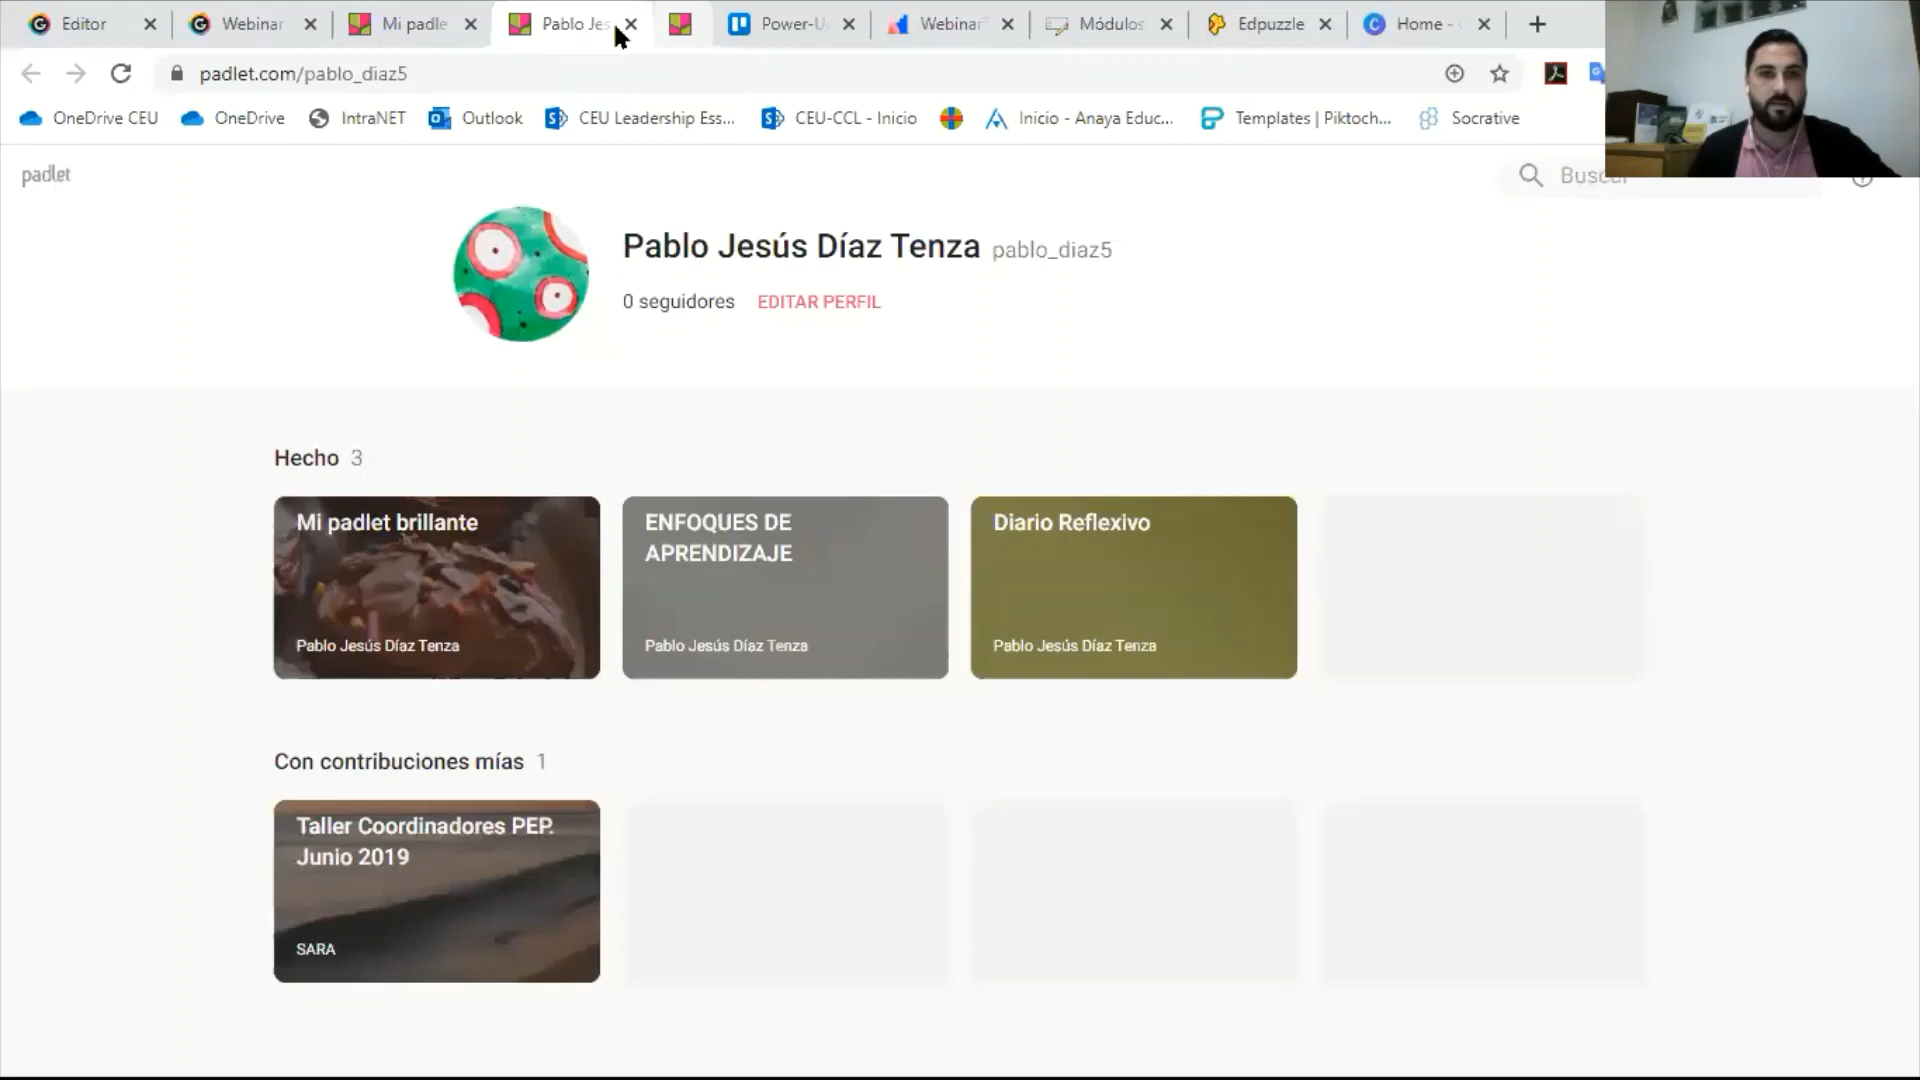 Editor
Webinar
Mi padle
Pablo Jes
Power-U
Webinar
Módulos
Edpuzzle
Home -
padlet.com/pablo_diaz5
OneDrive CEU
OneDrive
IntraNET
Outlook
CEU Leadership Ess...
CEU-CCL - Inicio
Inicio - Anaya Educ...
Templates | Piktoch...
Socrative
padlet
Buscar
Pablo Jesús Díaz Tenza pablo_diaz5
0 seguidores EDITAR PERFIL
Hecho 3
Mi padlet brillante
Pablo Jesús Díaz Tenza
ENFOQUES DE
APRENDIZAJE
Pablo Jesús Díaz Tenza
Diario Reflexivo
Pablo Jesús Díaz Tenza
Con contribuciones mías 1
Taller Coordinadores PEP.
Junio 2019
SARA